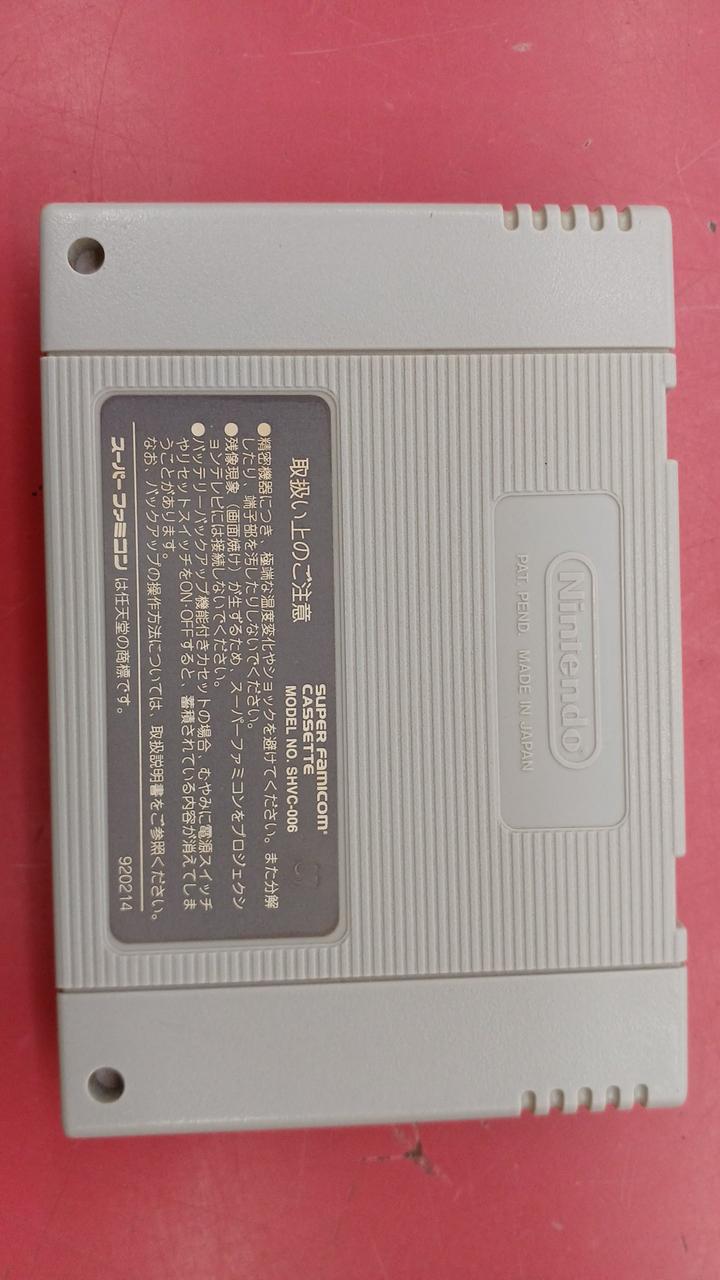 Nintendo®
PAT. PEND. MADE IN JAPAN
SUPER FAMICOM®
CASSETTE
MODEL NO. SHVC-006
取扱い上のご注意
●精密機器につき、極端な温度変化やショックを避けてください。また分解
したり、端子部を汚したりしないでください。
●残像現象（画面焼け）が生ずるため、スーパーファミコンをプロジェクシ
ョンテレビには接続しないでください。
●バッテリーバックアップ機能付きカセットの場合、むやみに電源スイッチ
やリセットスイッチをON・OFFすると、蓄積されている内容が消えてしま
うことがあります。
なお、バックアップの操作方法については、取扱説明書をご参照ください。
スーパーファミコンは任天堂の商標です。
920214